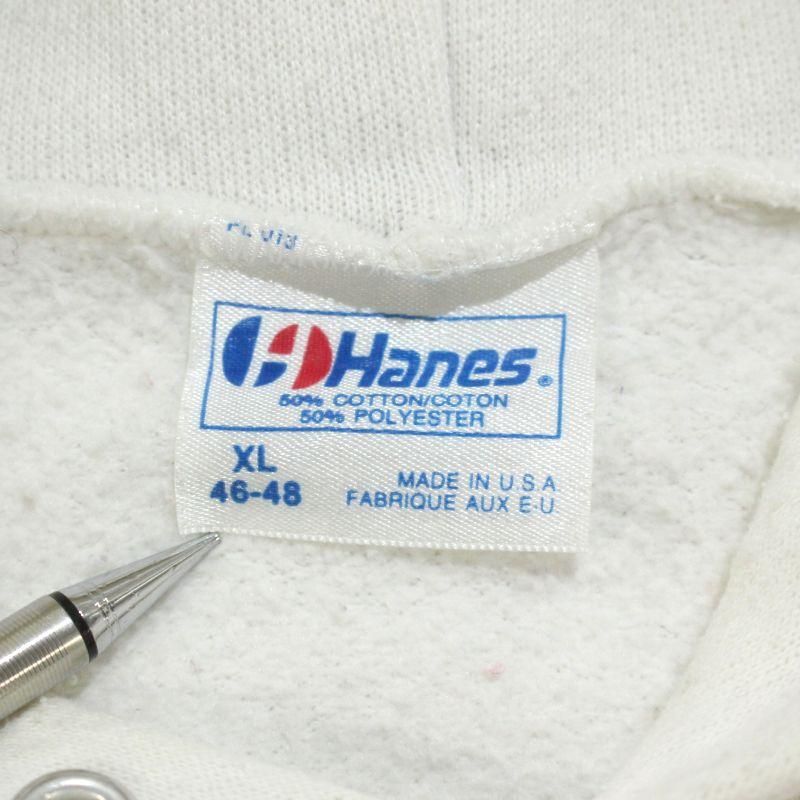 Hanes®
50% COTTON/COTON
50% POLYESTER
XL
46-48
MADE IN U.S.A
FABRIQUE AUX E-U